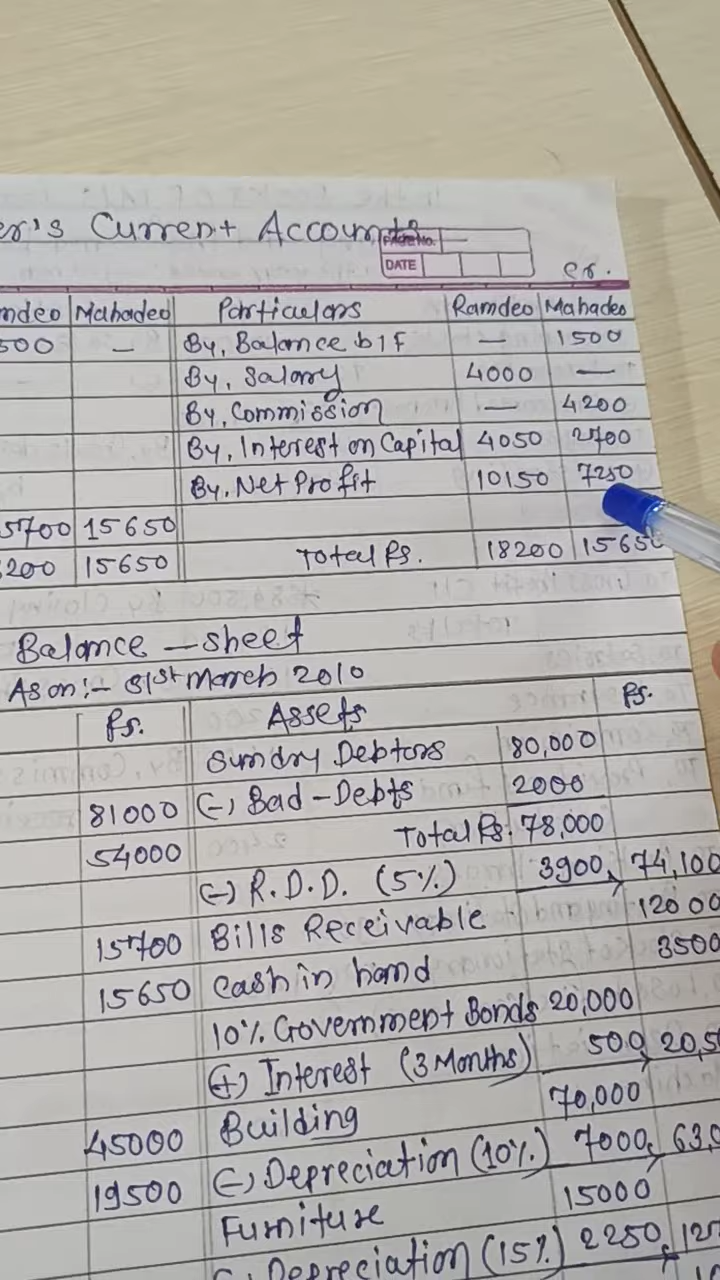 er's Current Accounts
PAGE No.
DATE
cr.
mdeo Mahadeo Particulars Ramdeo Mahadeo
500 — By, Balance b/f — 1500
By, Salary 4000 —
By, Commission — 4200
By, Interest on Capital 4050 2700
By, Net Profit 10150 7250
5700 15650
200 15650 Total Rs. 18200 15650
Balance - sheet
As on:- 31st March 2010
Rs. Assets Rs.
Sundry Debtors 80,000
81000 (-) Bad-Debts 2000
54000 Total Rs. 78,000
(-) R.D.D. (5%) 3900 74,100
15700 Bills Receivable 12000
15650 Cash in hand 3500
10% Government Bonds 20,000
(+) Interest (3 Months) 500 20,50
45000 Building 70,000
19500 (-) Depreciation (10%) 7000 63,0
Furniture 15000
Depreciation (15%) 2250 127